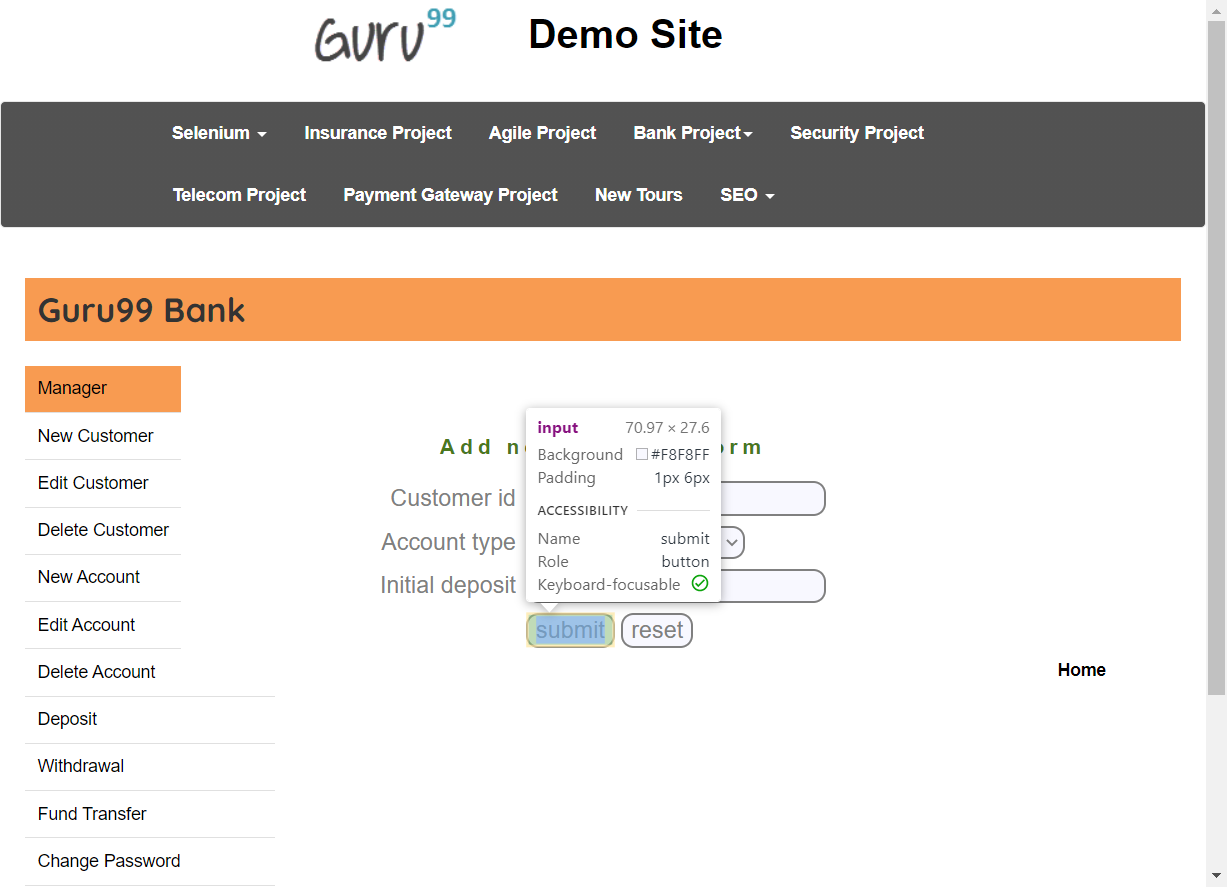 Guru99
Demo Site
Selenium Insurance Project Agile Project Bank Project Security Project
Telecom Project Payment Gateway Project New Tours SEO
Guru99 Bank
Manager
New Customer
Edit Customer
Delete Customer
New Account
Edit Account
Delete Account
Deposit
Withdrawal
Fund Transfer
Change Password
Add
Customer id
Account type
Initial deposit
input 70.97 × 27.6
Background #F8F8FF
Padding 1px 6px
ACCESSIBILITY
Name submit
Role button
Keyboard-focusable
submit reset
Home